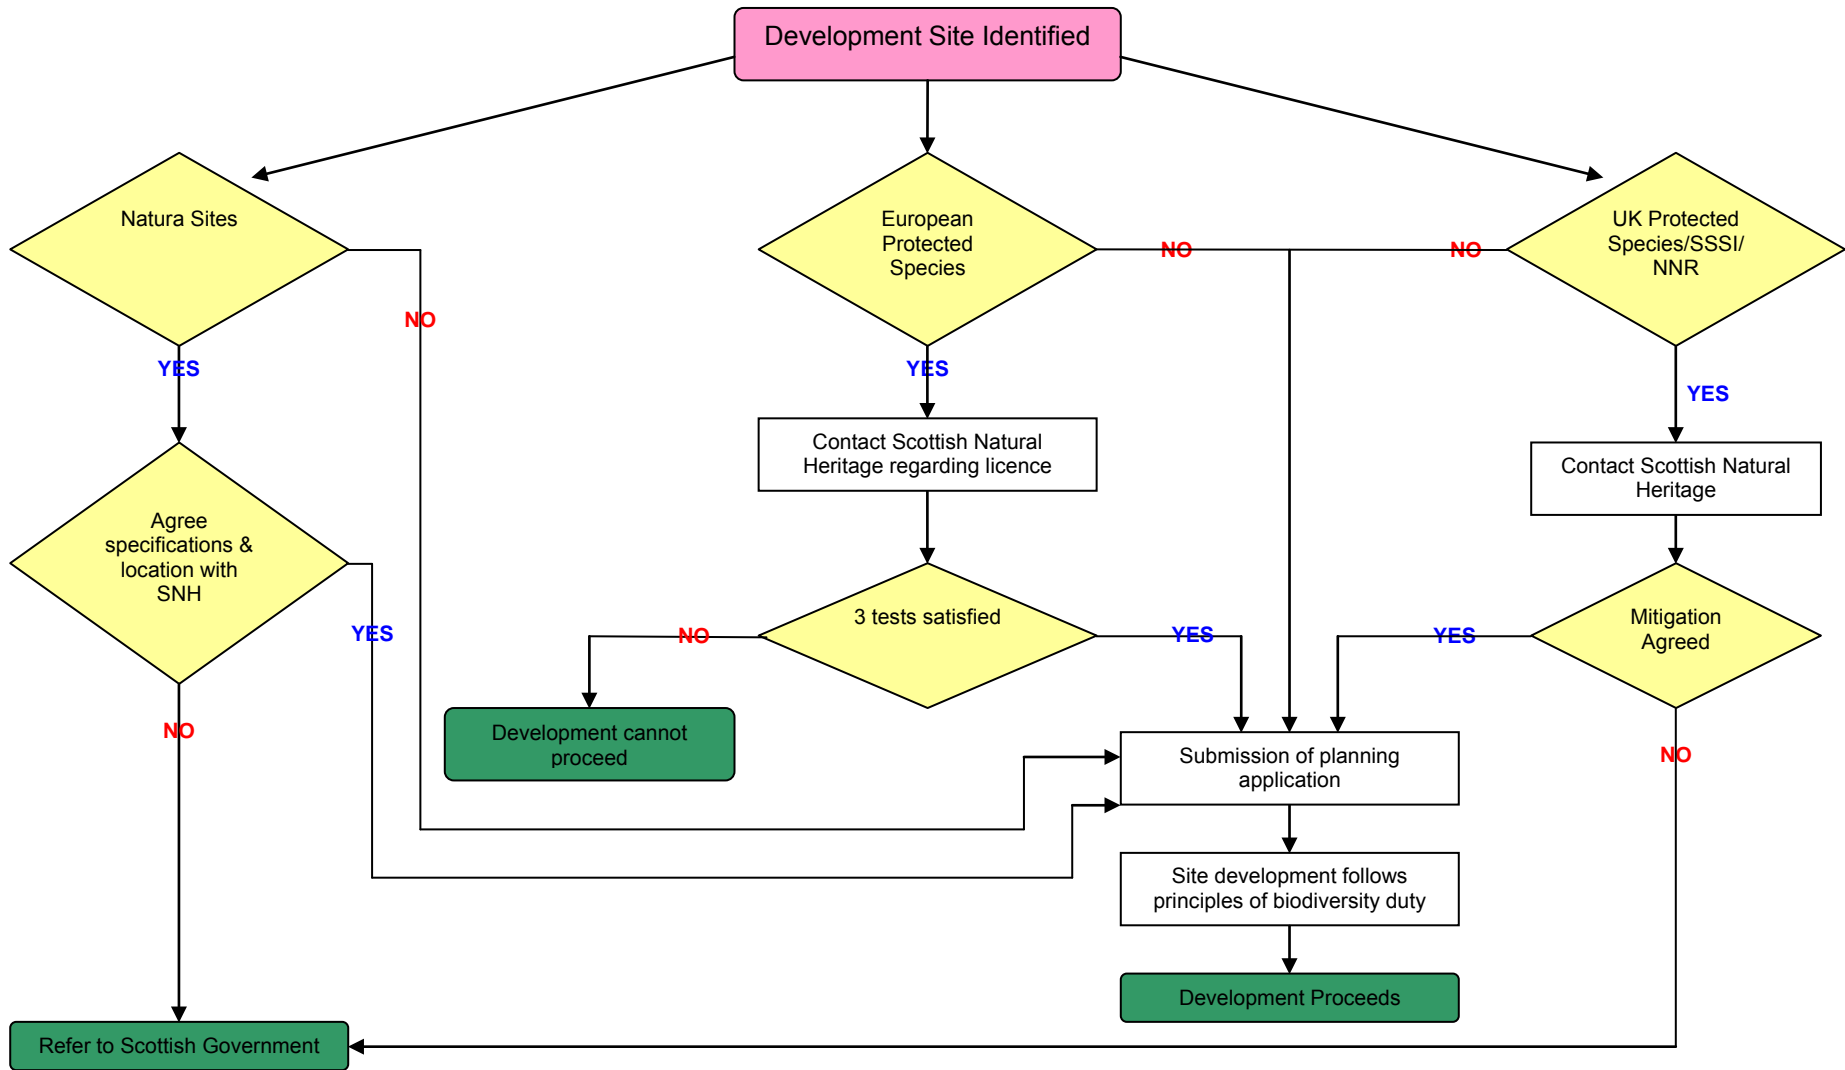 Development Site Identified
Natura Sites
European
Protected
Species
UK Protected
Species/SSSI/
NNR
NO
NO
NO
YES
YES
YES
Contact Scottish Natural
Heritage regarding licence
Contact Scottish Natural
Heritage
Agree
specifications &
location with
SNH
3 tests satisfied
Mitigation
Agreed
YES
NO
YES
YES
NO
NO
Development cannot
proceed
Submission of planning
application
Site development follows
principles of biodiversity duty
Development Proceeds
Refer to Scottish Government